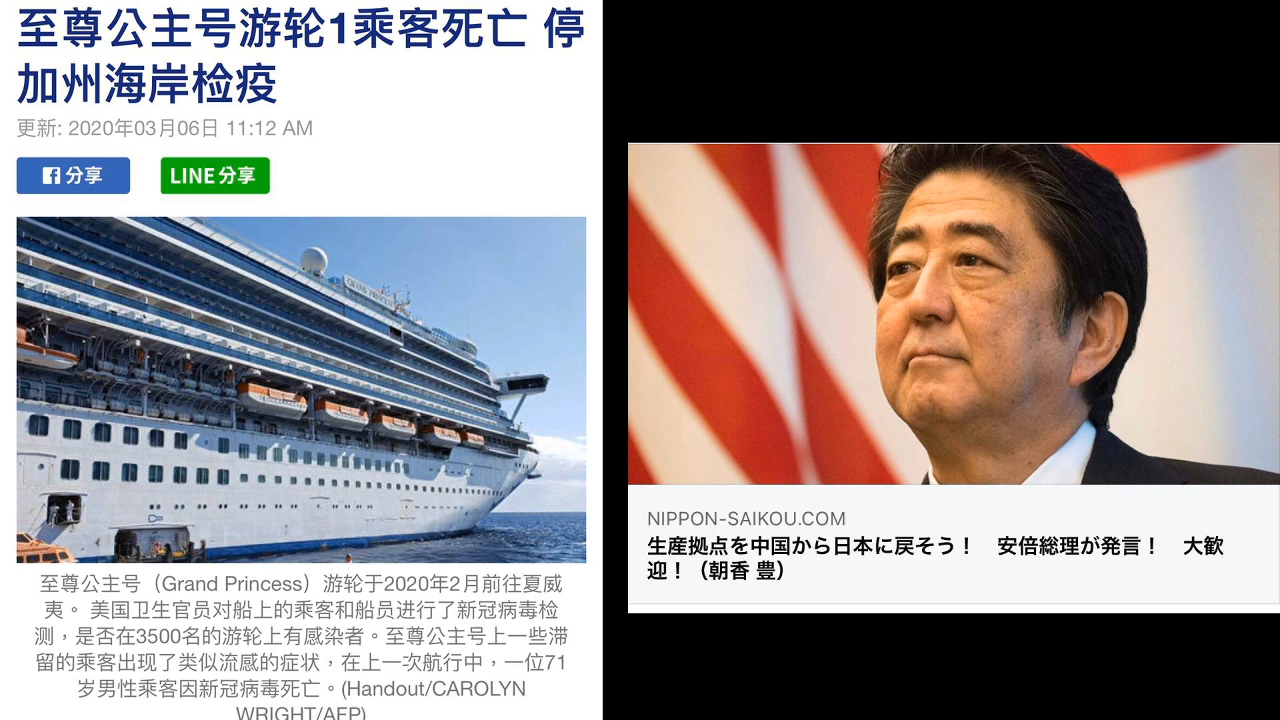 至尊公主号游轮1乘客死亡 停
加州海岸检疫
更新: 2020年03月06日 11:12 AM
分享
LINE分享
GRAND PRINCESS
至尊公主号（Grand Princess）游轮于2020年2月前往夏威
夷。 美国卫生官员对船上的乘客和船员进行了新冠病毒检
测，是否在3500名的游轮上有感染者。至尊公主号上一些滞
留的乘客出现了类似流感的症状，在上一次航行中，一位71
岁男性乘客因新冠病毒死亡。(Handout/CAROLYN
WRIGHT/AFP)
NIPPON-SAIKOU.COM
生産拠点を中国から日本に戻そう！　安倍総理が発言！　大歓
迎！（朝香 豊）